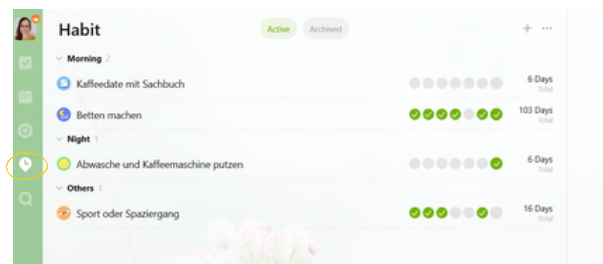 Habit
Active Archived
Morning 2
Kaffeedate mit Sachbuch
6 Days
Total
Betten machen
103 Days
Total
Night 1
Abwasche und Kaffeemaschine putzen
6 Days
Total
Others 1
Sport oder Spaziergang
16 Days
Total